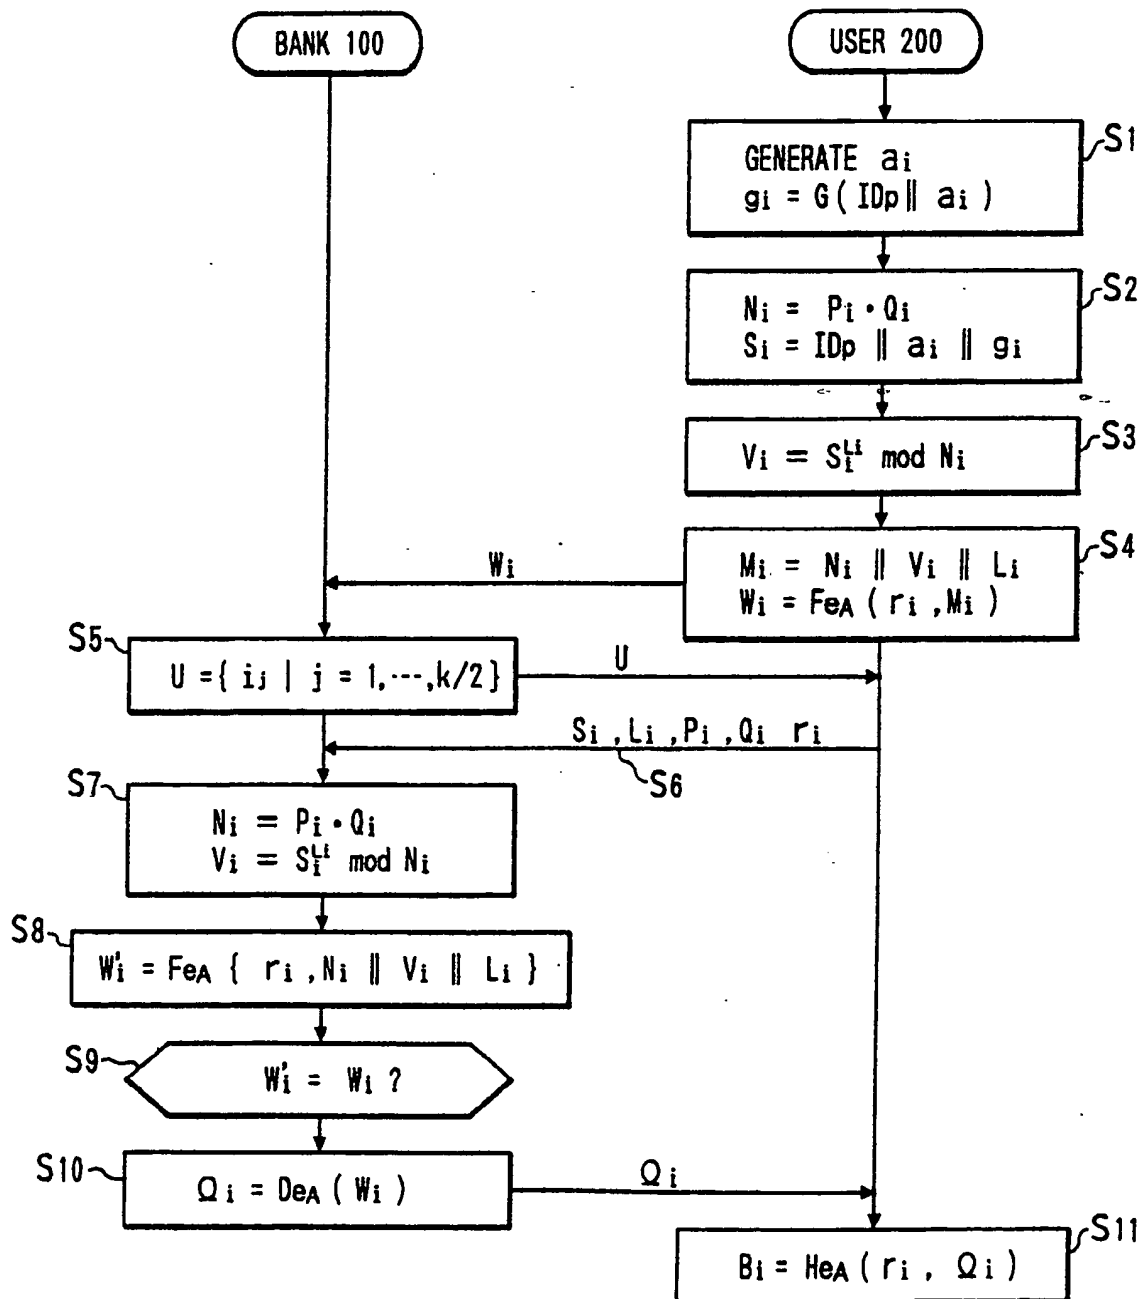 BANK 100
USER 200
S1
GENERATE ai
gi = G ( IDp || ai )
S2
Ni = Pi · Qi
Si = IDp || ai || gi
S3
Vi = Si^Li mod Ni
S4
Mi = Ni || Vi || Li
Wi = FeA ( ri , Mi )
Wi
S5
U = { ij | j = 1, ···, k/2 }
U
Si , Li , Pi , Qi ri
S6
S7
Ni = Pi · Qi
Vi = Si^Li mod Ni
S8
W'i = FeA { ri , Ni || Vi || Li }
S9
W'i = Wi ?
S10
Ωi = DeA ( Wi )
Ωi
S11
Bi = HeA ( ri , Ωi )